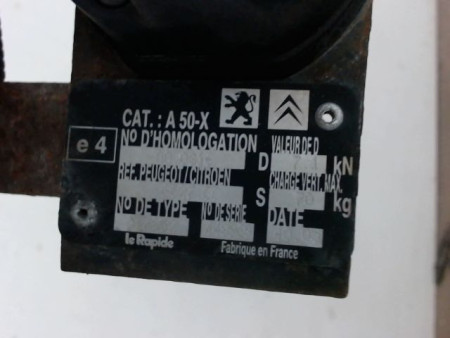 CAT. : A 50-X
e 4
Nº D'HOMOLOGATION VALEUR DE D
D kN
REF. PEUGEOT/CITROEN CHARGE VERT. MAX.
S kg
Nº DE TYPE Nº DE SERIE DATE
le Rapide Fabrique en France